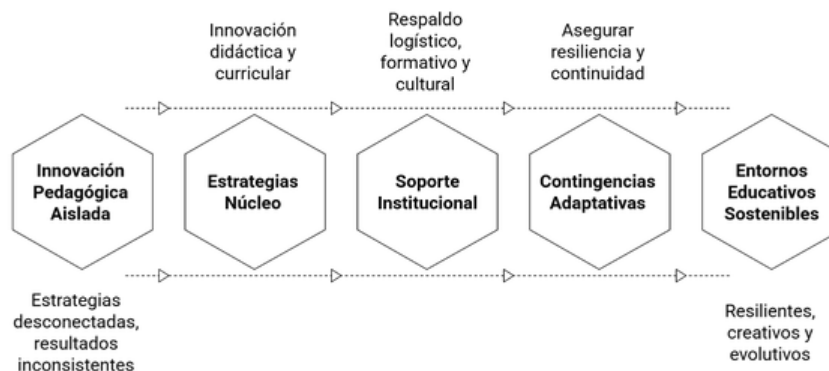 Innovación
didáctica y
curricular
Respaldo
logístico,
formativo y
cultural
Asegurar
resiliencia y
continuidad
Innovación
Pedagógica
Aislada
Estrategias
Núcleo
Soporte
Institucional
Contingencias
Adaptativas
Entornos
Educativos
Sostenibles
Estrategias
desconectadas,
resultados
inconsistentes
Resilientes,
creativos y
evolutivos